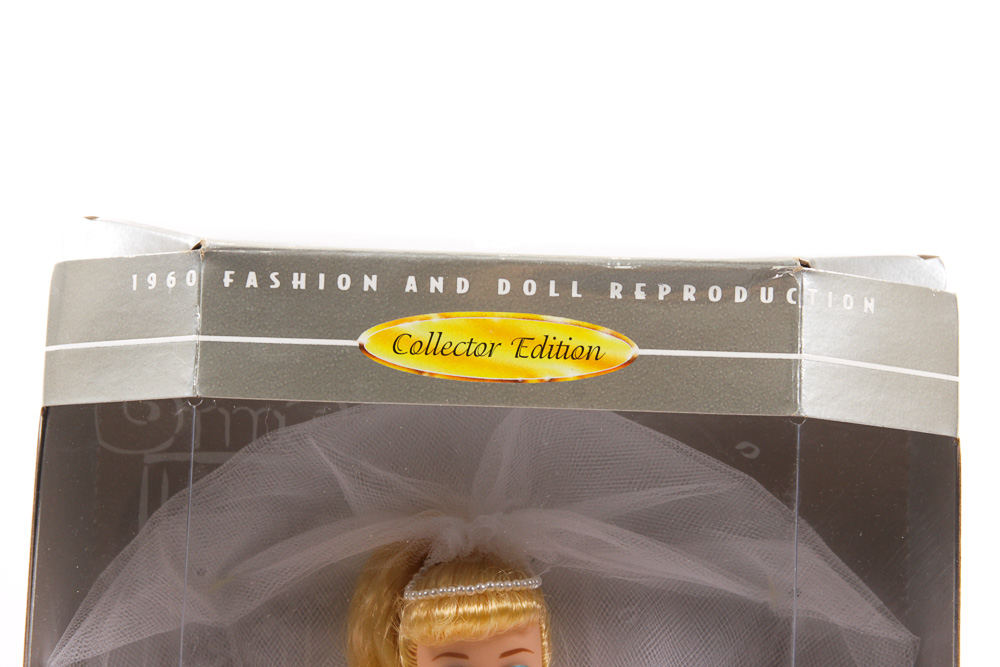 1960 FASHION AND DOLL REPRODUCTION
Collector Edition